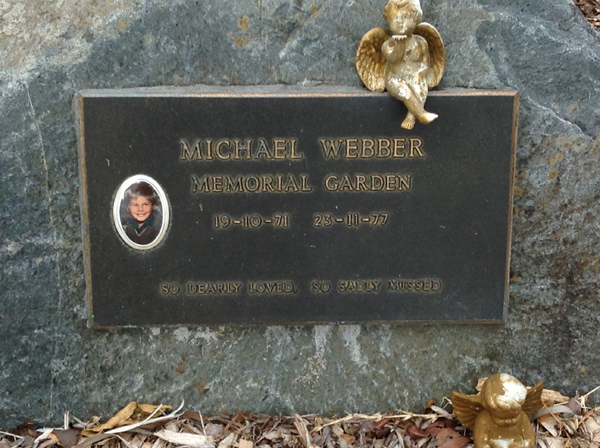 MICHAEL WEBBER
MEMORIAL GARDEN
19-10-71 23-11-77
SO DEARLY LOVED, SO SADLY MISSED